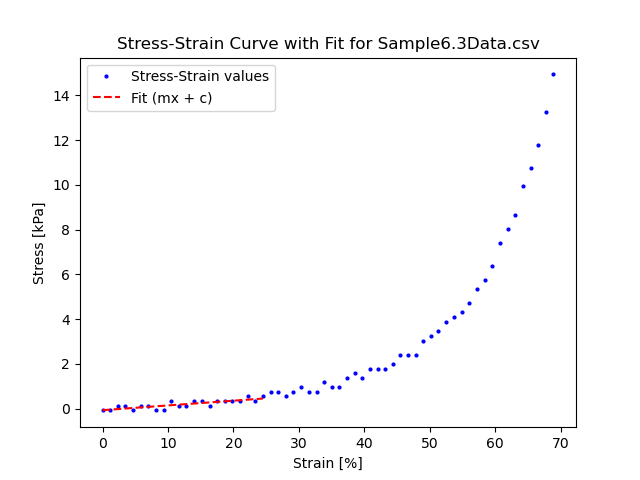 Stress-Strain Curve with Fit for Sample6.3Data.csv
Stress-Strain values
Fit (mx + c)
14
12
10
8
6
4
2
0
Stress [kPa]
0 10 20 30 40 50 60 70
Strain [%]